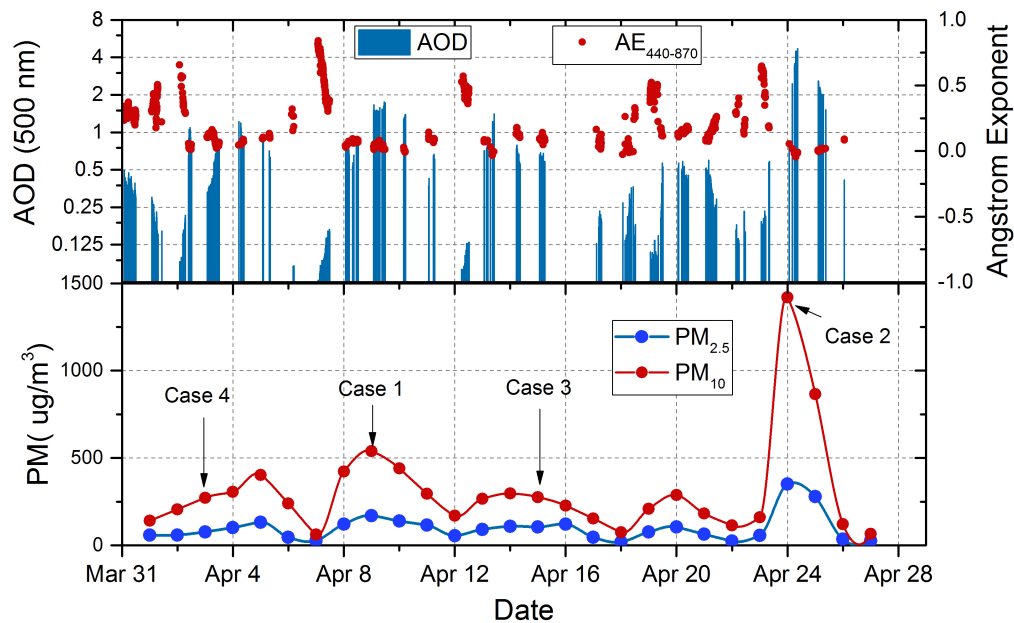 AOD
AE440-870
8
4
2
1
0.5
0.25
0.125
AOD (500 nm)
1.0
0.5
0.0
-0.5
-1.0
Angstrom Exponent
1500
1000
500
0
PM( ug/m³)
PM2.5
PM10
Case 4
Case 1
Case 3
Case 2
Mar 31 Apr 4 Apr 8 Apr 12 Apr 16 Apr 20 Apr 24 Apr 28
Date